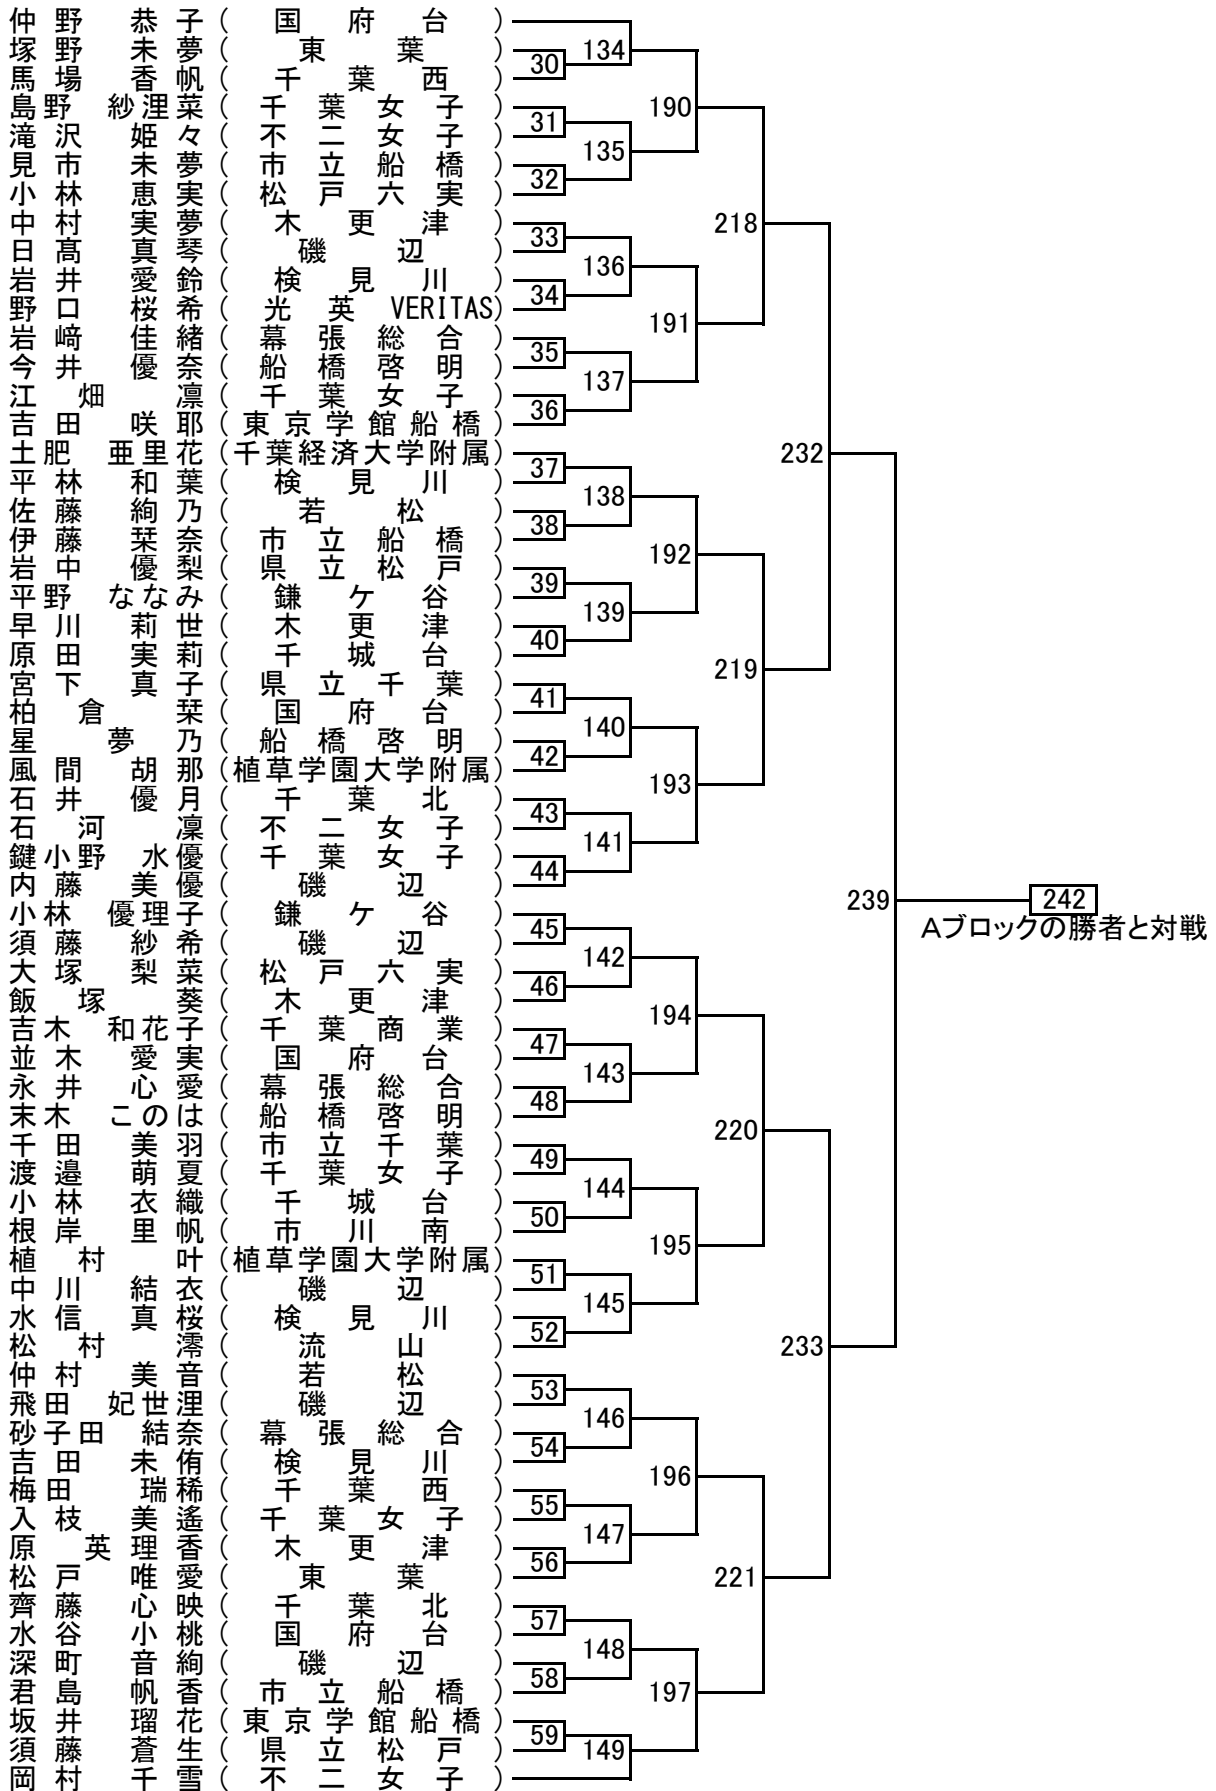 仲野 恭子(国府台)
塚野 未夢(東葉)
馬場 香帆(千葉西)
島野 紗浬菜(千葉女子)
滝沢 姫々(不二女子)
見市 未夢(市立船橋)
小林 恵実(松戸六実)
中村 実夢(木更津)
日髙 真琴(磯辺)
岩井 愛鈴(検見川)
野口 桜希(光英VERITAS)
岩﨑 佳緒(幕張総合)
今井 優奈(船橋啓明)
江畑 凛(千葉女子)
吉田 咲耶(東京学館船橋)
土肥 亜里花(千葉経済大学附属)
平林 和葉(検見川)
佐藤 絢乃(若松)
伊藤 栞奈(市立船橋)
岩中 優梨(県立松戸)
平野 ななみ(鎌ケ谷)
早川 莉世(木更津)
原田 実莉(千城台)
宮下 真子(県立千葉)
柏倉 栞(国府台)
星 夢乃(船橋啓明)
風間 胡那(植草学園大学附属)
石井 優月(千葉北)
石河 凜(不二女子)
鍵小野 水優(千葉女子)
内藤 美優(磯辺)
小林 優理子(鎌ケ谷)
須藤 紗希(磯辺)
大塚 梨菜(松戸六実)
飯塚 葵(木更津)
吉木 和花子(千葉商業)
並木 愛実(国府台)
永井 心愛(幕張総合)
末木 このは(船橋啓明)
千田 美羽(市立千葉)
渡邉 萌夏(千葉女子)
小林 衣織(千城台)
根岸 里帆(市川南)
植村 叶(植草学園大学附属)
中川 結衣(磯辺)
水信 真桜(検見川)
松村 澪(流山)
仲村 美音(若松)
飛田 妃世浬(磯辺)
砂子田 結奈(幕張総合)
吉田 未侑(検見川)
梅田 瑞稀(千葉西)
入枝 美遙(千葉女子)
原 英理香(木更津)
松戸 唯愛(東葉)
齊藤 心映(千葉北)
水谷 小桃(国府台)
深町 音絢(磯辺)
君島 帆香(市立船橋)
坂井 瑠花(東京学館船橋)
須藤 蒼生(県立松戸)
岡村 千雪(不二女子)
30
31
32
33
34
35
36
37
38
39
40
41
42
43
44
45
46
47
48
49
50
51
52
53
54
55
56
57
58
59
134
135
136
137
138
139
140
141
142
143
144
145
146
147
148
149
190
191
192
193
194
195
196
197
218
219
220
221
232
233
239
242
Aブロックの勝者と対戦